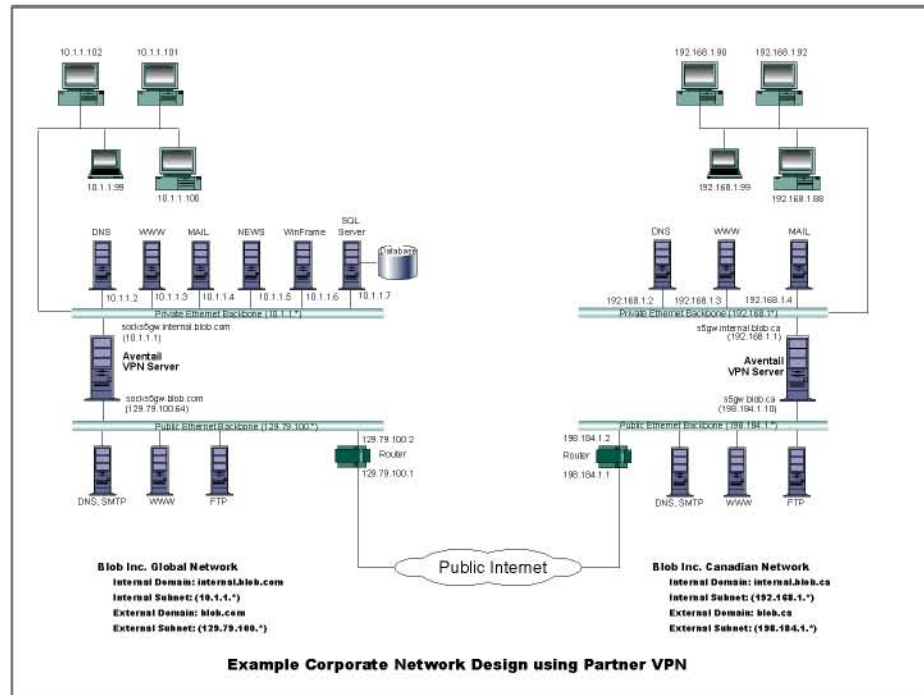 10.1.1.102
10.1.1.101
192.168.1.90
192.168.1.92
10.1.1.99
10.1.1.100
192.168.1.99
192.168.1.88
DNS
WWW
MAIL
NEWS
WinFrame
SQL
Server
Database
DNS
WWW
MAIL
10.1.1.2
10.1.1.3
10.1.1.4
10.1.1.5
10.1.1.6
10.1.1.7
192.168.1.2
192.168.1.3
192.168.1.4
Private Ethernet Backbone (10.1.1.*)
Private Ethernet Backbone (192.168.1*)
socks5gw.internal.blob.com
(10.1.1.1)
Aventail
VPN Server
socks5gw.blob.com
(129.79.100.64)
s5gw.internal.blob.ca
(192.168.1.1)
Aventail
VPN Server
s5gw.blob.ca
(198.184.1.10)
Public Ethernet Backbone (129.79.100.*)
Public Ethernet Backbone (198.184.1.*)
129.79.100.2
Router
129.79.100.1
198.184.1.2
Router
198.184.1.1
DNS, SMTP
WWW
FTP
DNS, SMTP
WWW
FTP
Public Internet
Blob Inc. Global Network
Internal Domain: internal.blob.com
Internal Subnet: (10.1.1.*)
External Domain: blob.com
External Subnet: (129.79.100.*)
Blob Inc. Canadian Network
Internal Domain: internal.blob.ca
Internal Subnet: (192.168.1.*)
External Domain: blob.ca
External Subnet: (198.184.1.*)
Example Corporate Network Design using Partner VPN